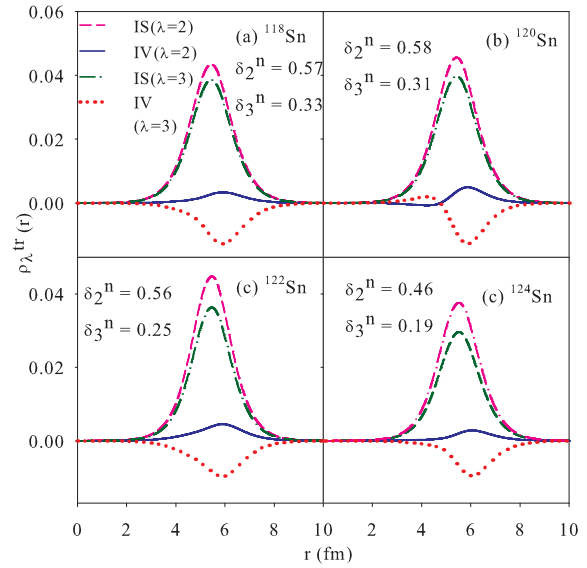 IS(λ=2)
IV(λ=2)
IS(λ=3)
IV
(λ=3)
(a) ¹¹⁸Sn
δ₂ⁿ = 0.57
δ₃ⁿ = 0.33
(b) ¹²⁰Sn
δ₂ⁿ = 0.58
δ₃ⁿ = 0.31
0.06
0.04
0.02
0.00
ρλᵗʳ (r)
(c) ¹²²Sn
δ₂ⁿ = 0.56
δ₃ⁿ = 0.25
(c) ¹²⁴Sn
δ₂ⁿ = 0.46
δ₃ⁿ = 0.19
0.04
0.02
0.00
0 2 4 6 8 10 2 4 6 8 10
r (fm)